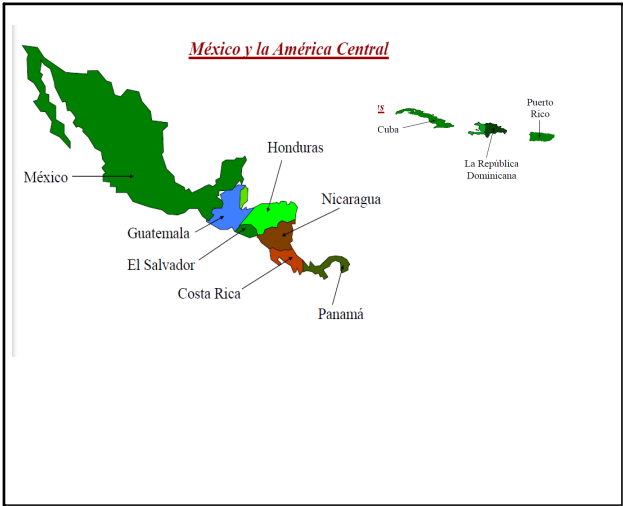 México y la América Central
's
Cuba
Puerto
Rico
La República
Dominicana
Honduras
México
Nicaragua
Guatemala
El Salvador
Costa Rica
Panamá